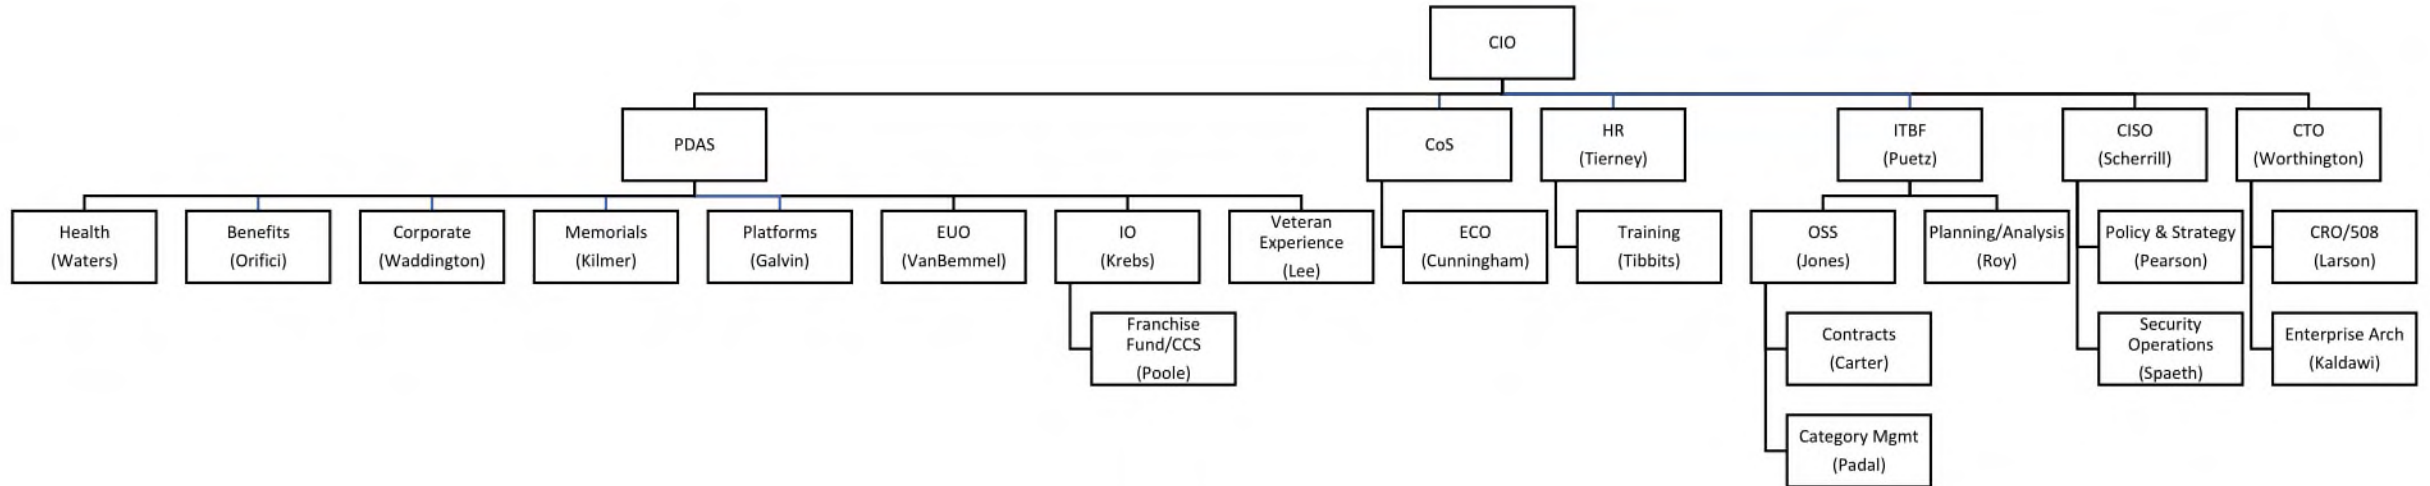 CIO
PDAS
CoS
HR
(Tierney)
ITBF
(Puetz)
CISO
(Scherrill)
CTO
(Worthington)
Health
(Waters)
Benefits
(Orifici)
Corporate
(Waddington)
Memorials
(Kilmer)
Platforms
(Galvin)
EUO
(VanBemmel)
IO
(Krebs)
Veteran
Experience
(Lee)
ECO
(Cunningham)
Training
(Tibbits)
OSS
(Jones)
Planning/Analysis
(Roy)
Policy & Strategy
(Pearson)
CRO/508
(Larson)
Franchise
Fund/CCS
(Poole)
Contracts
(Carter)
Security
Operations
(Spaeth)
Enterprise Arch
(Kaldawi)
Category Mgmt
(Padal)